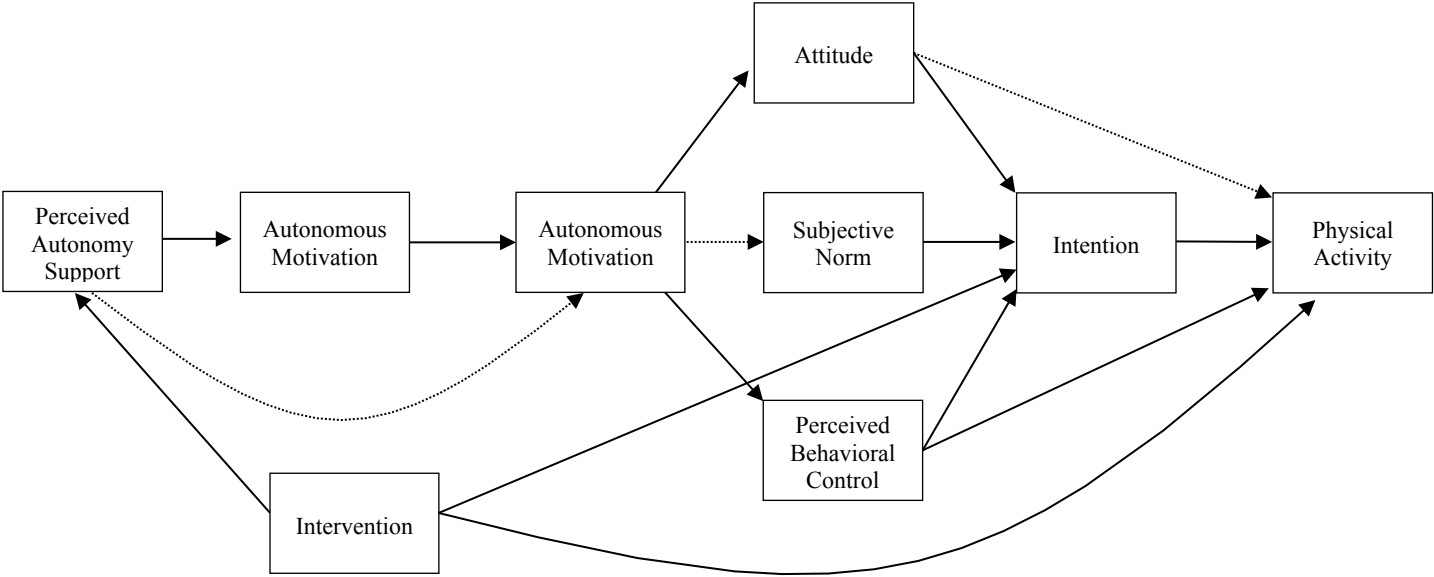 Attitude
Perceived
Autonomy
Support
Autonomous
Motivation
Autonomous
Motivation
Subjective
Norm
Intention
Physical
Activity
Perceived
Behavioral
Control
Intervention